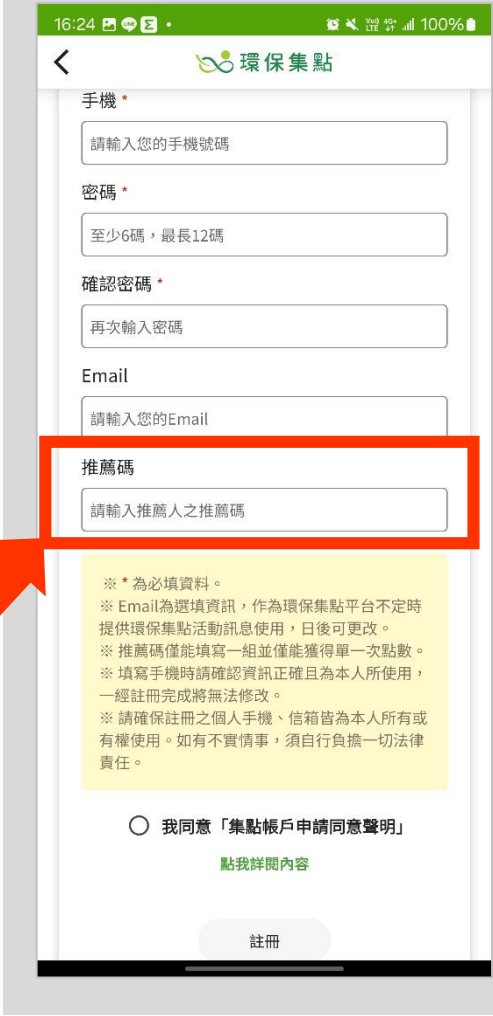 16:24
Vo)) LTE 4G+ 100%
環保集點
手機 *
請輸入您的手機號碼
密碼 *
至少6碼，最長12碼
確認密碼 *
再次輸入密碼
Email
請輸入您的Email
推薦碼
請輸入推薦人之推薦碼
※ * 為必填資料。
※ Email為選填資訊，作為環保集點平台不定時
提供環保集點活動訊息使用，日後可更改。
※ 推薦碼僅能填寫一組並僅能獲得單一次點數。
※ 填寫手機時請確認資訊正確且為本人所使用，
一經註冊完成將無法修改。
※ 請確保註冊之個人手機、信箱皆為本人所有或
有權使用。如有不實情事，須自行負擔一切法律
責任。
我同意「集點帳戶申請同意聲明」
點我詳閱內容
註冊